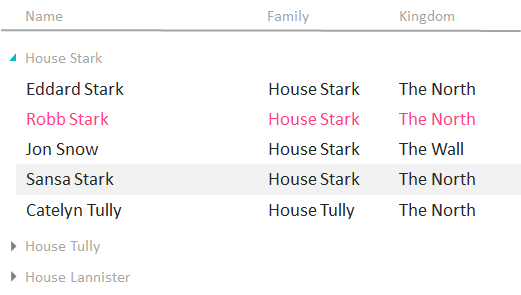 Name Family Kingdom
House Stark
Eddard Stark House Stark The North
Robb Stark House Stark The North
Jon Snow House Stark The Wall
Sansa Stark House Stark The North
Catelyn Tully House Tully The North
House Tully
House Lannister